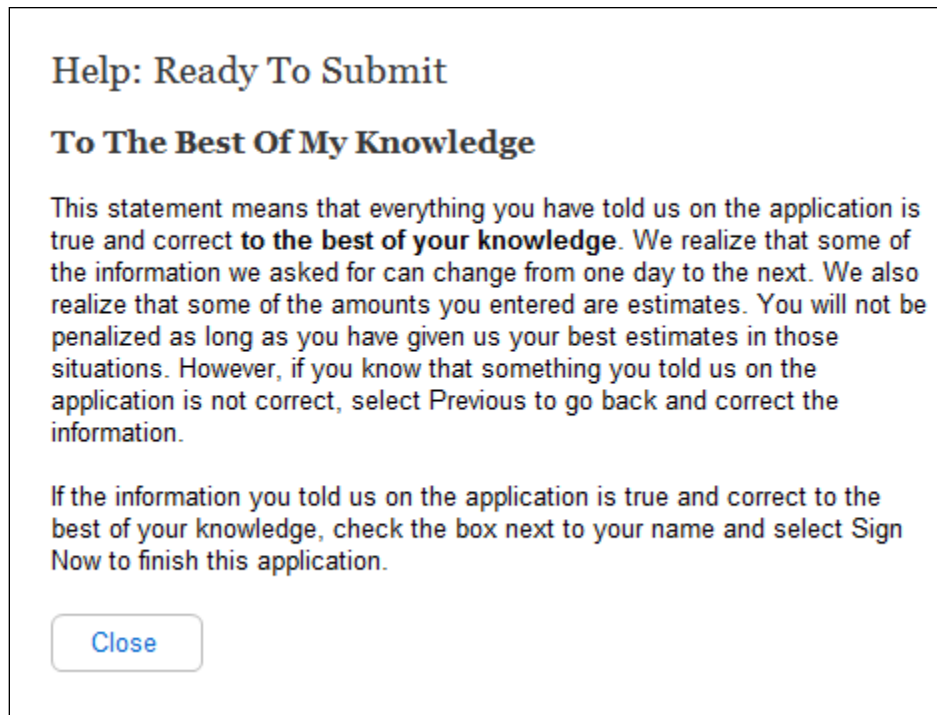 Help: Ready To Submit
To The Best Of My Knowledge
This statement means that everything you have told us on the application is
true and correct to the best of your knowledge. We realize that some of
the information we asked for can change from one day to the next. We also
realize that some of the amounts you entered are estimates. You will not be
penalized as long as you have given us your best estimates in those
situations. However, if you know that something you told us on the
application is not correct, select Previous to go back and correct the
information.
If the information you told us on the application is true and correct to the
best of your knowledge, check the box next to your name and select Sign
Now to finish this application.
Close